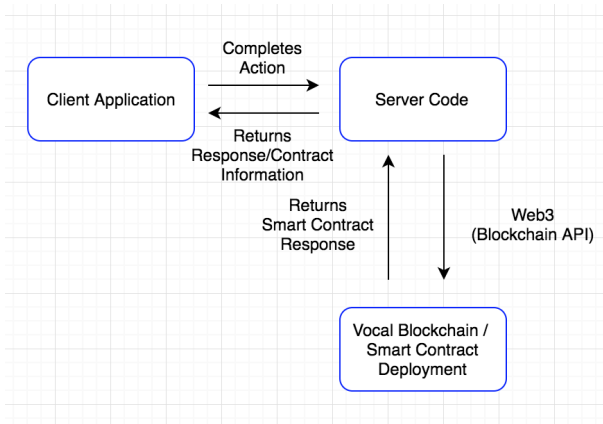 Completes
Action
Client Application
Server Code
Returns
Response/Contract
Information
Returns
Smart Contract
Response
Web3
(Blockchain API)
Vocal Blockchain /
Smart Contract
Deployment